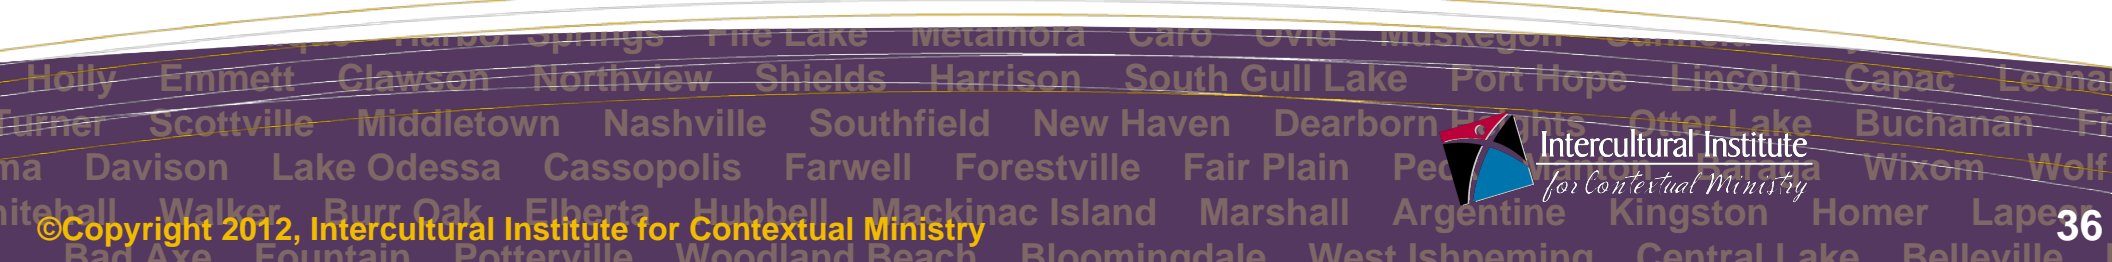 Harbor Springs Pine Lake Metamora Caro Ovid Muskegon
Holly Emmett Clawson Northview Shields Harrison South Gull Lake Port Hope Lincoln Capac
Turner Scottville Middletown Nashville Southfield New Haven Dearborn Heights Otter Lake Buchanan
Davison Lake Odessa Cassopolis Farwell Forestville Fair Plain Manton Baraga Wixom Wolf
Walker Burr Oak Elberta Hubbell Mackinac Island Marshall Argentine Kingston Homer Lapeer
Bad Axe Fountain Potterville Woodland Beach Bloomingdale West Ishpeming Central Lake Belleville
Intercultural Institute
for Contextual Ministry
©Copyright 2012, Intercultural Institute for Contextual Ministry
36